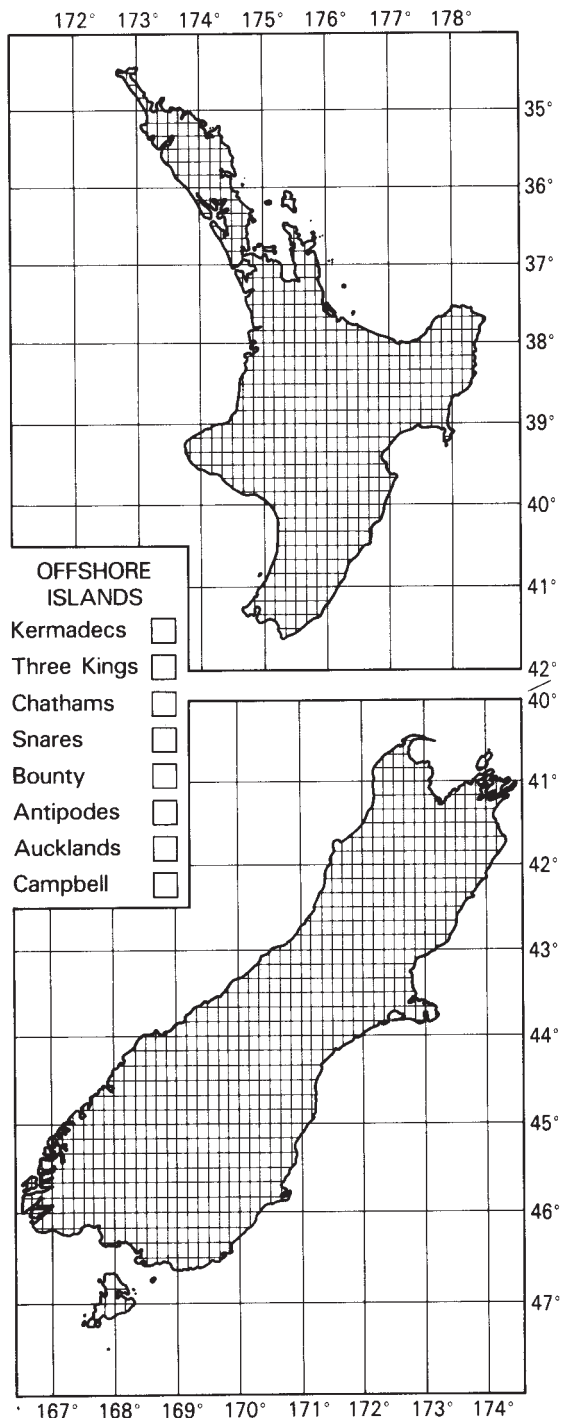 172° 173° 174° 175° 176° 177° 178°
35°
36°
37°
38°
39°
40°
41°
42°
OFFSHORE
ISLANDS
Kermadecs
Three Kings
Chathams
Snares
Bounty
Antipodes
Aucklands
Campbell
40°
41°
42°
43°
44°
45°
46°
47°
167° 168° 169° 170° 171° 172° 173° 174°